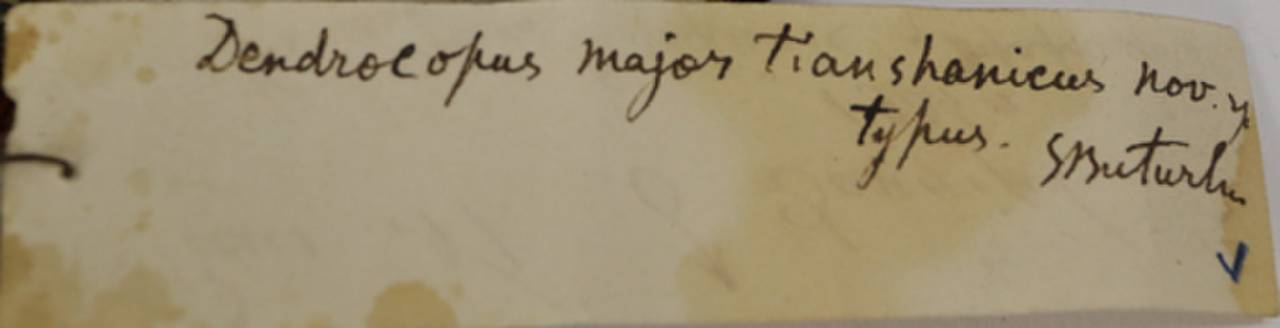 Dendrocopus major tianshanicus nov.
typus. SButurlin